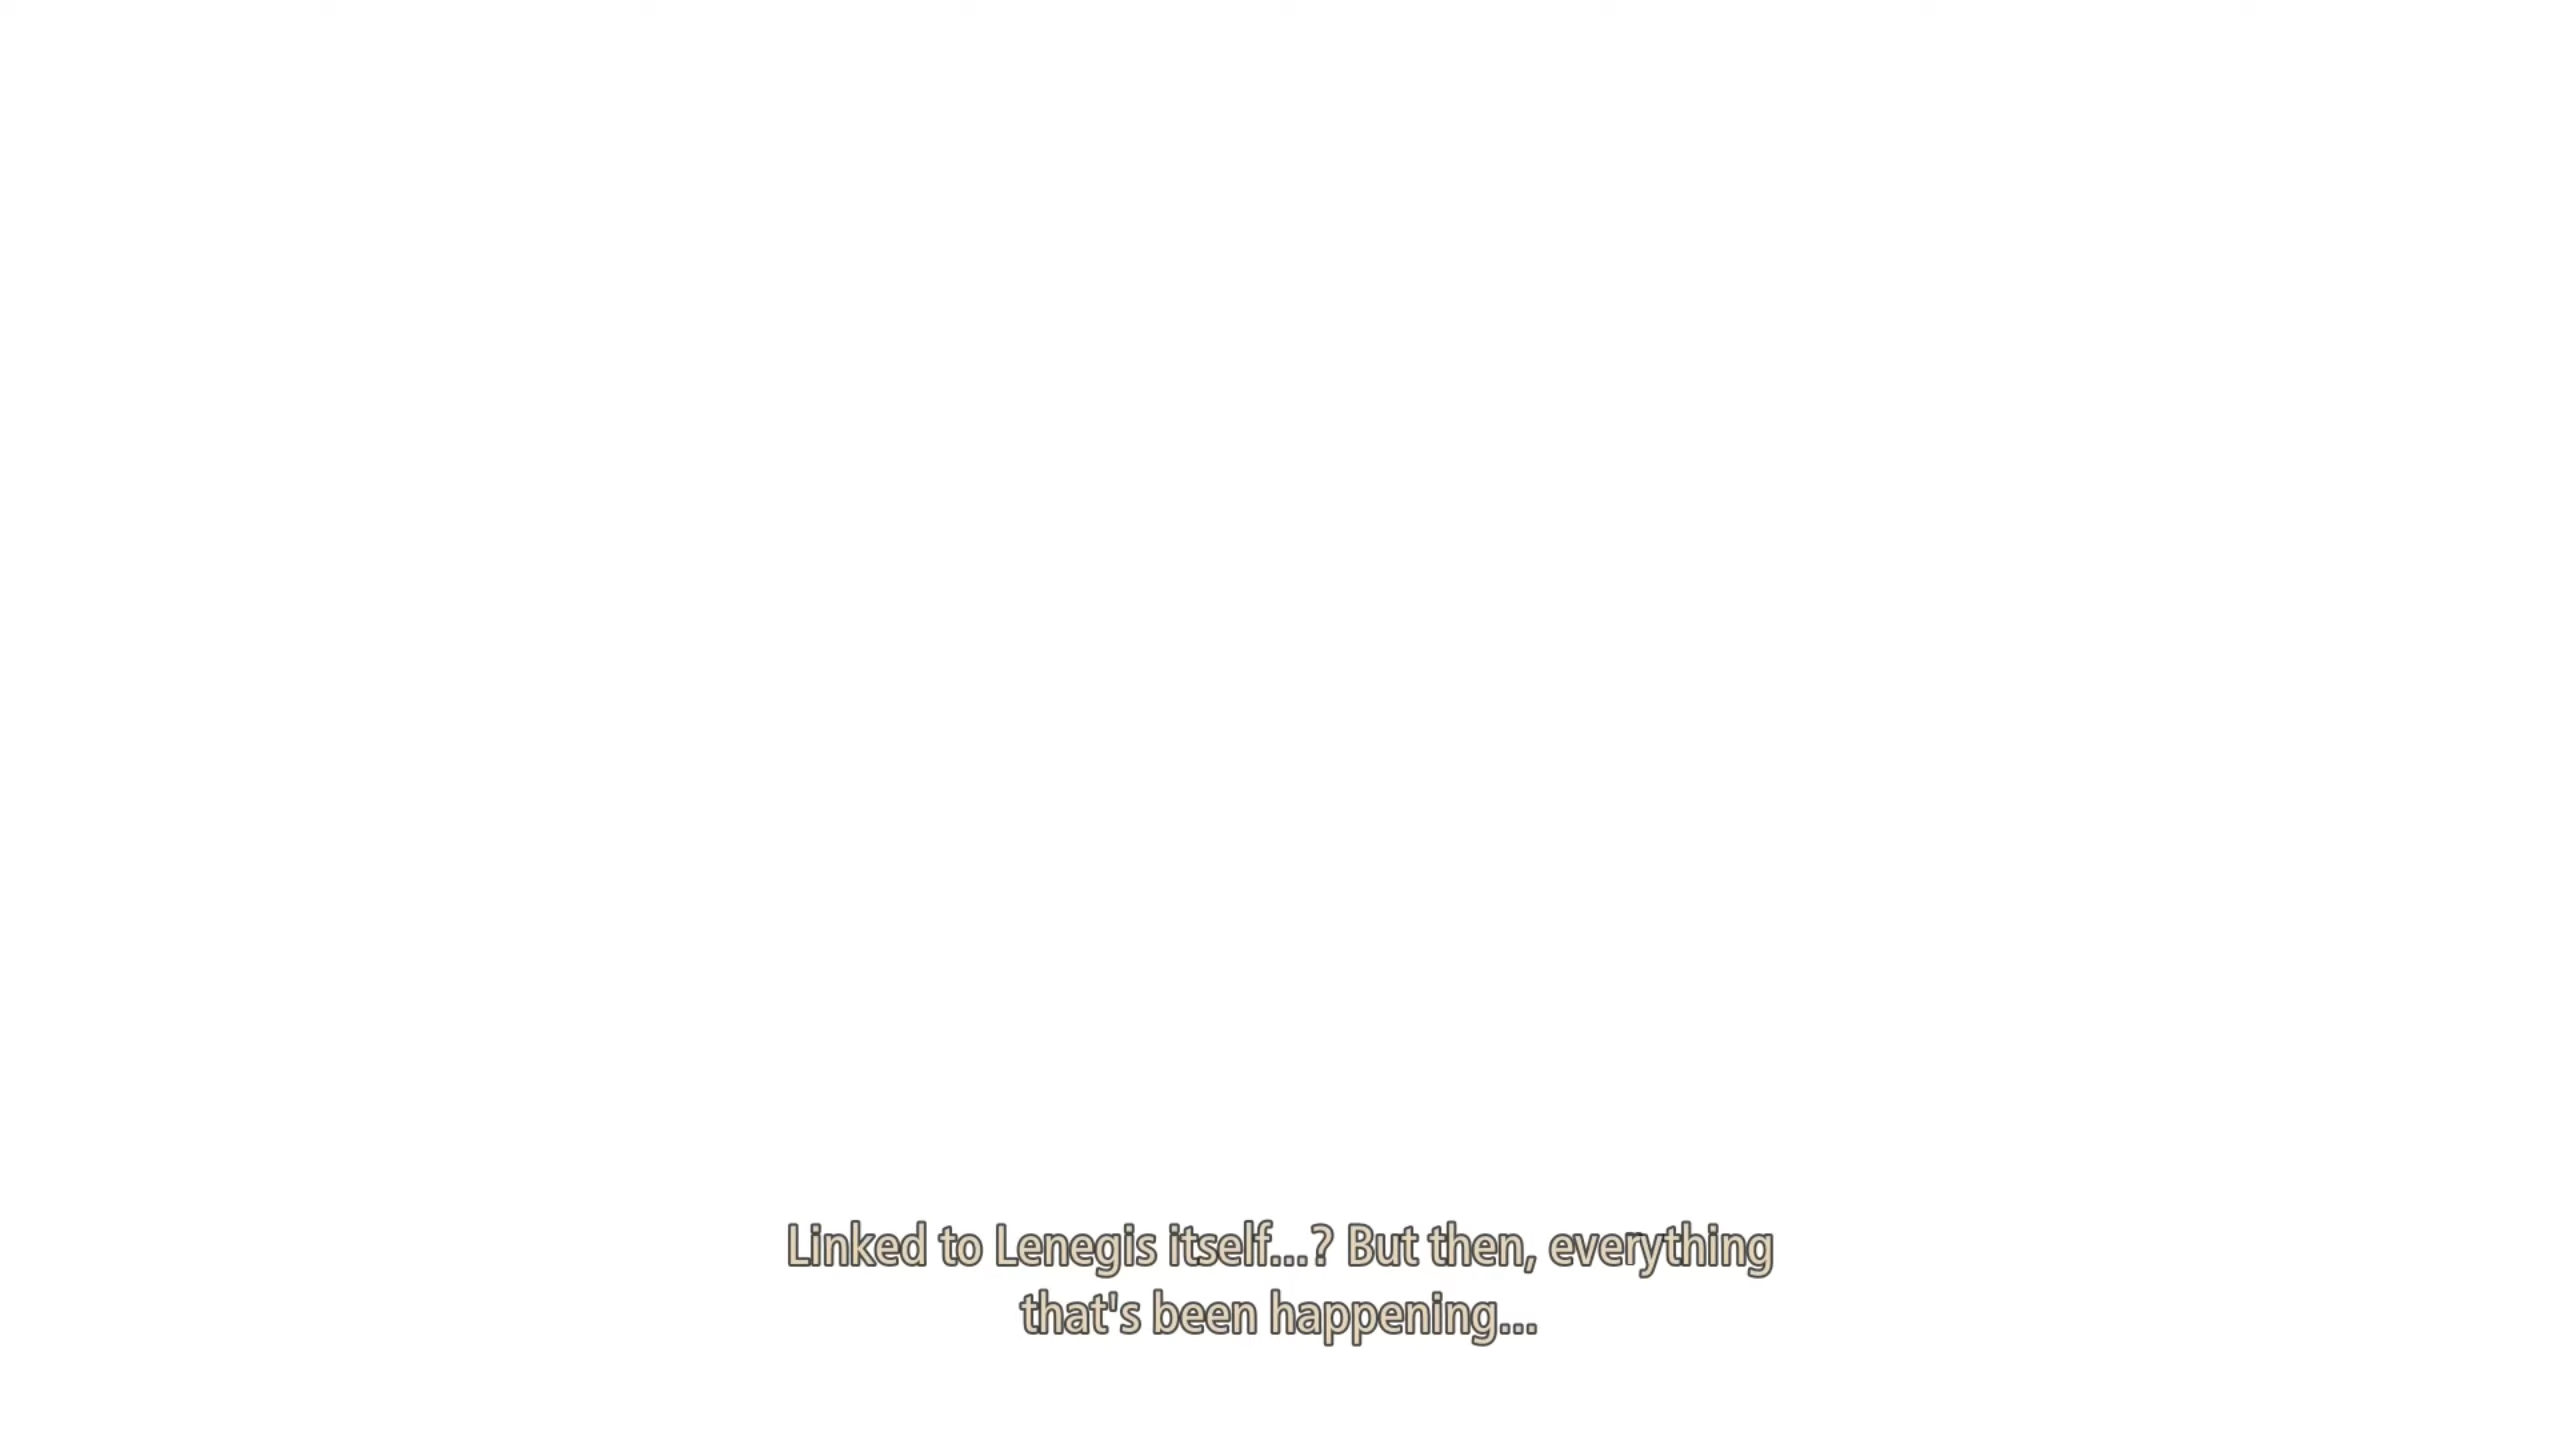 Linked to Lenegis itself...? But then, everything
that's been happening...